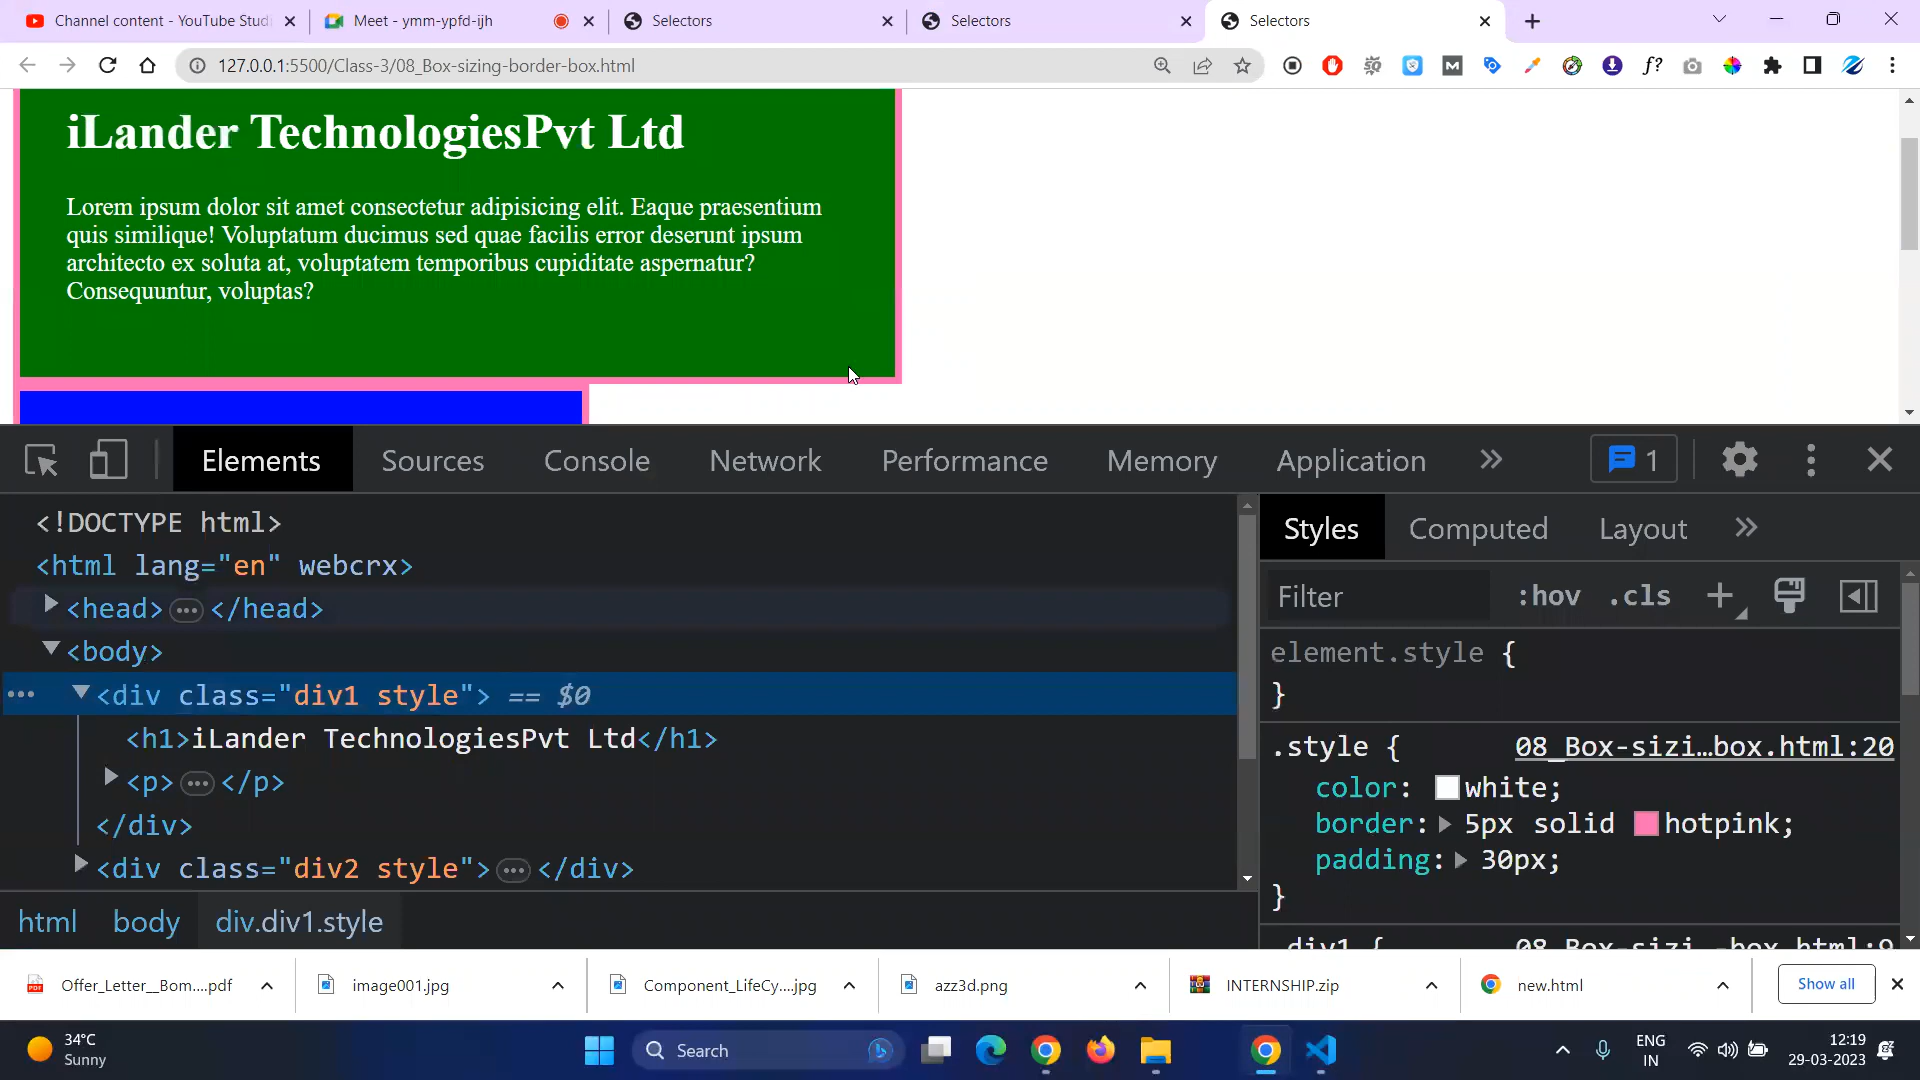 Channel content - YouTube Studi
Meet - ymm-ypfd-ijh
Selectors
Selectors
Selectors
127.0.0.1:5500/Class-3/08_Box-sizing-border-box.html
iLander TechnologiesPvt Ltd
Lorem ipsum dolor sit amet consectetur adipisicing elit. Eaque praesentium
quis similique! Voluptatum ducimus sed quae facilis error deserunt ipsum
architecto ex soluta at, voluptatem temporibus cupiditate aspernatur?
Consequuntur, voluptas?
Elements Sources Console Network Performance Memory Application 1
<!DOCTYPE html>
<html lang="en" webcrx>
<head> ... </head>
<body>
<div class="div1 style"> == $0
<h1>iLander TechnologiesPvt Ltd</h1>
<p> ... </p>
</div>
<div class="div2 style"> ... </div>
html body div.div1.style
Styles Computed Layout
Filter :hov .cls
element.style {
}
.style { 08_Box-sizi…box.html:20
color: white;
border: 5px solid hotpink;
padding: 30px;
}
.div1 { 08_Box-sizi…-box.html:9
Offer_Letter__Bom....pdf
image001.jpg
Component_LifeCy....jpg
azz3d.png
INTERNSHIP.zip
new.html
Show all
34°C
Sunny
Search
ENG
IN
12:19
29-03-2023